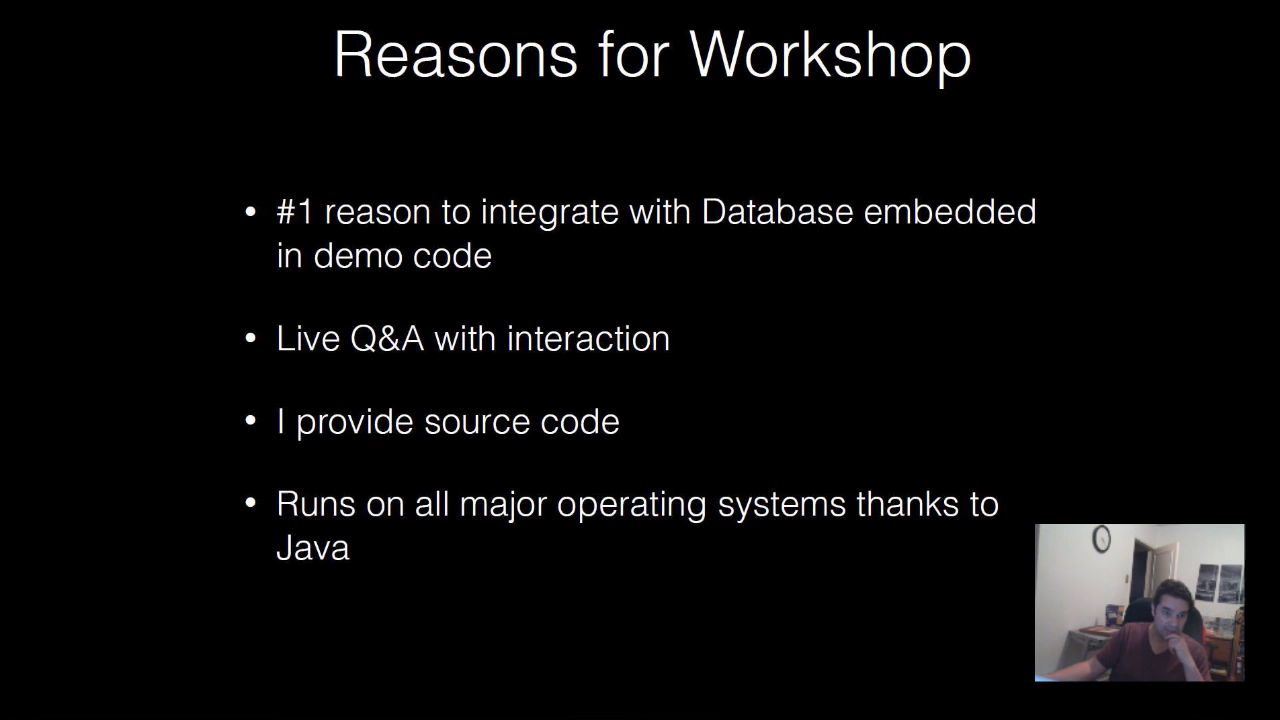 Reasons for Workshop
• #1 reason to integrate with Database embedded
in demo code
• Live Q&A with interaction
• I provide source code
• Runs on all major operating systems thanks to
Java